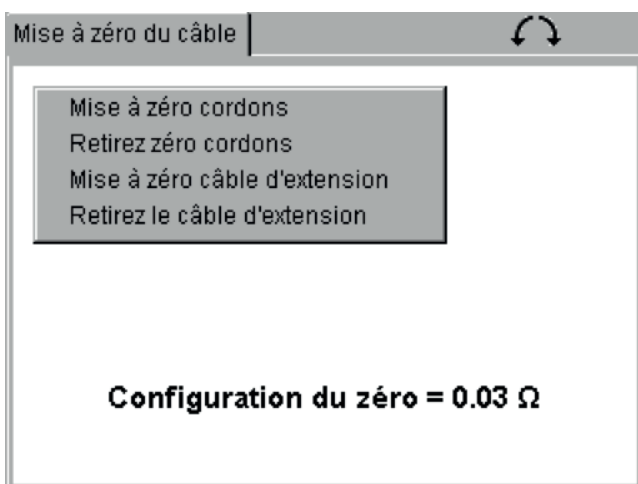 Mise à zéro du câble
Mise à zéro cordons
Retirez zéro cordons
Mise à zéro câble d'extension
Retirez le câble d'extension
Configuration du zéro = 0.03 Ω